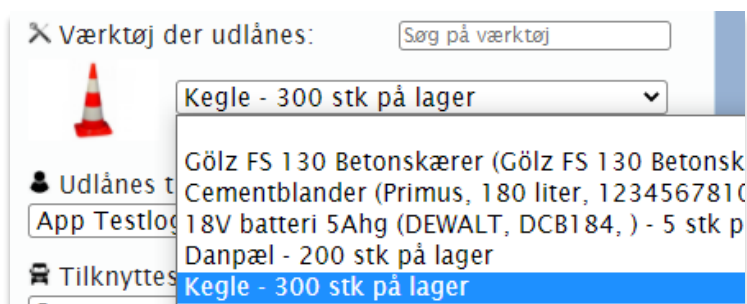 Værktøj der udlånes:
Søg på værktøj
Kegle - 300 stk på lager
Gölz FS 130 Betonskærer (Gölz FS 130 Betonsk
Udlånes t
Cementblander (Primus, 180 liter, 1234567810
App Testlog
18V batteri 5Ahg (DEWALT, DCB184, ) - 5 stk p
Danpæl - 200 stk på lager
Tilknyttes
Kegle - 300 stk på lager